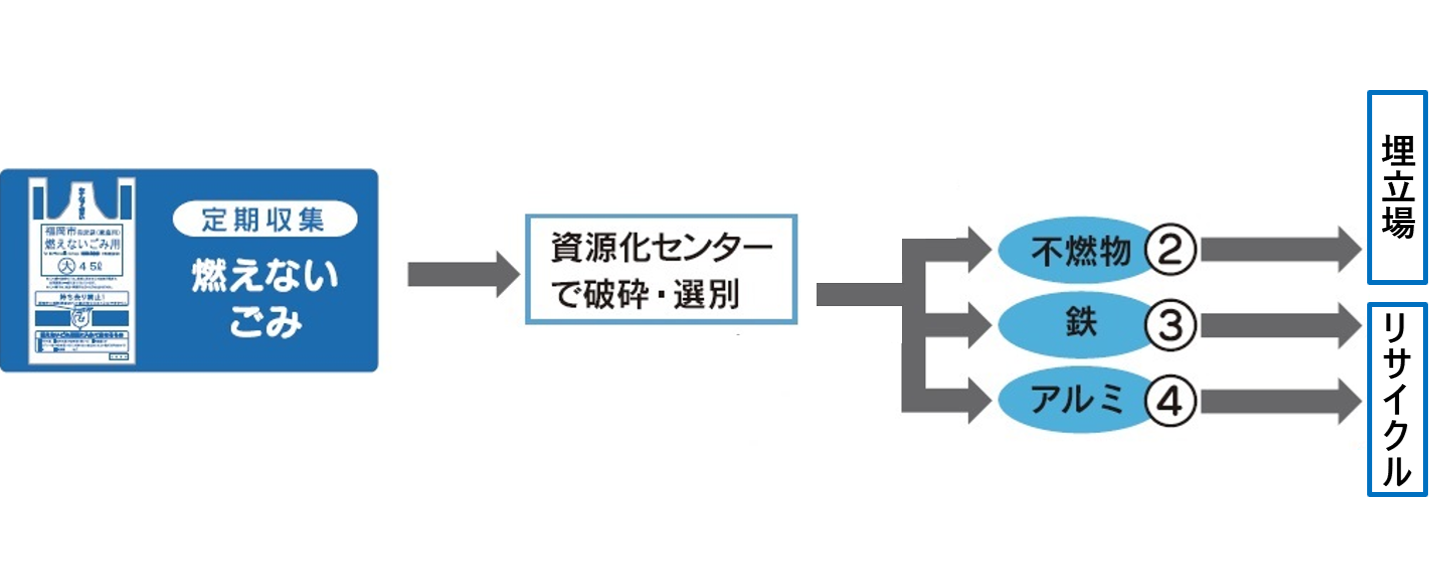 福岡市
燃えないごみ用
大 45ℓ
持ち去り禁止！
定期収集
燃えない
ごみ
資源化センター
で破砕・選別
不燃物 ②
鉄 ③
アルミ ④
埋立場
リサイクル